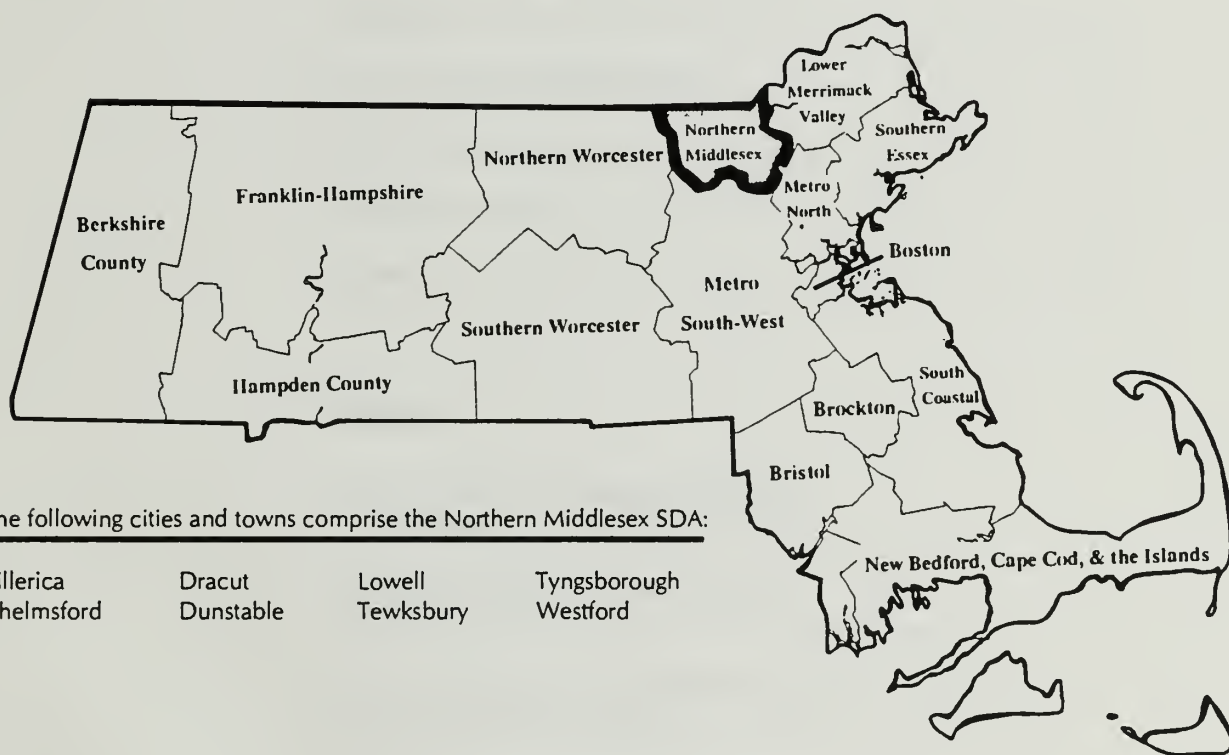 Lower
Merrimack
Valley
Northern
Middlesex
Southern
Essex
Northern Worcester
Metro
North
Franklin-Hampshire
Berkshire
County
Boston
Metro
South-West
Southern Worcester
Hampden County
South
Coastal
Brockton
Bristol
New Bedford, Cape Cod, & the Islands
he following cities and towns comprise the Northern Middlesex SDA:
illerica Dracut Lowell Tyngsborough
helmsford Dunstable Tewksbury Westford